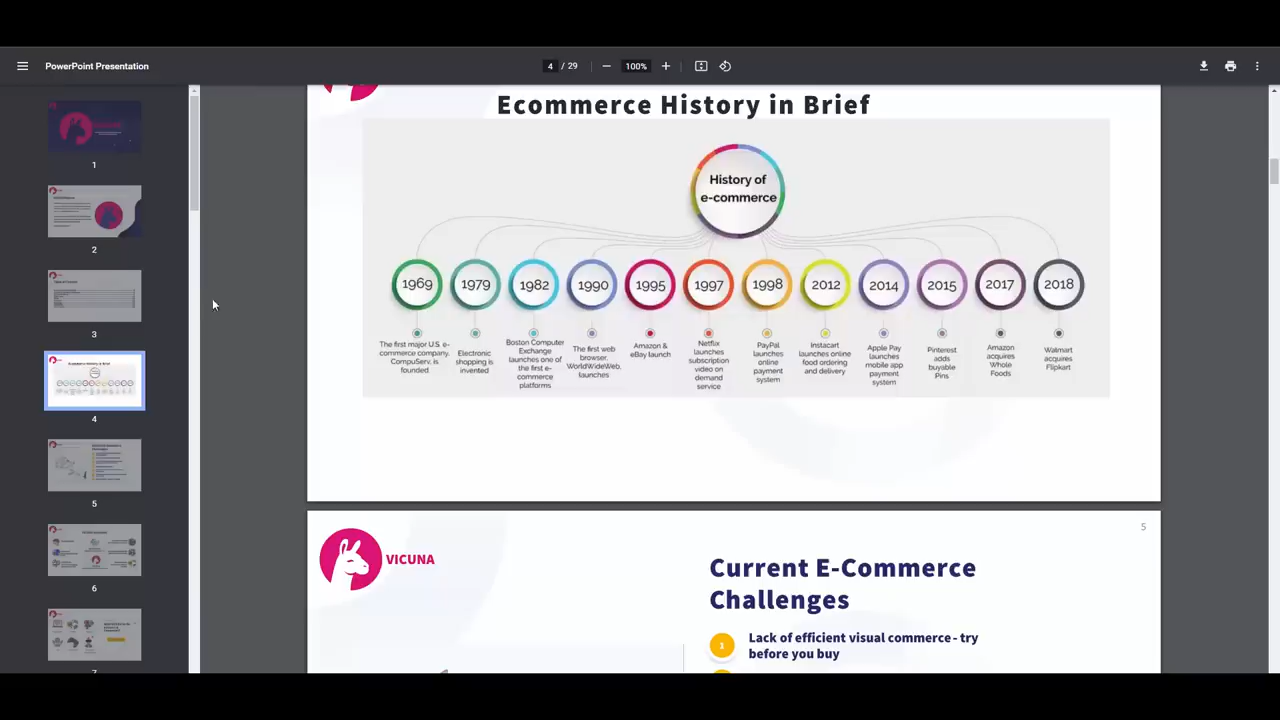 PowerPoint Presentation
4 / 29
100%
1
2
3
4
5
6
Ecommerce History in Brief
History of
e-commerce
1969
1979
1982
1990
1995
1997
1998
2012
2014
2015
2017
2018
The first major U.S. e-
commerce company,
CompuServ, is
founded
Electronic
shopping is
invented
Boston Computer
Exchange
launches one of
the first e-
commerce
platforms
The first web
browser,
WorldWideWeb,
launches
Amazon &
eBay launch
Netflix
launches
subscription
video on
demand
service
PayPal
launches
online
payment
system
Instacart
launches online
food ordering
and delivery
Apple Pay
launches
mobile app
payment
system
Pinterest
adds
buyable
Pins
Amazon
acquires
Whole
Foods
Walmart
acquires
Flipkart
5
VICUNA
Current E-Commerce
Challenges
1
Lack of efficient visual commerce - try
before you buy